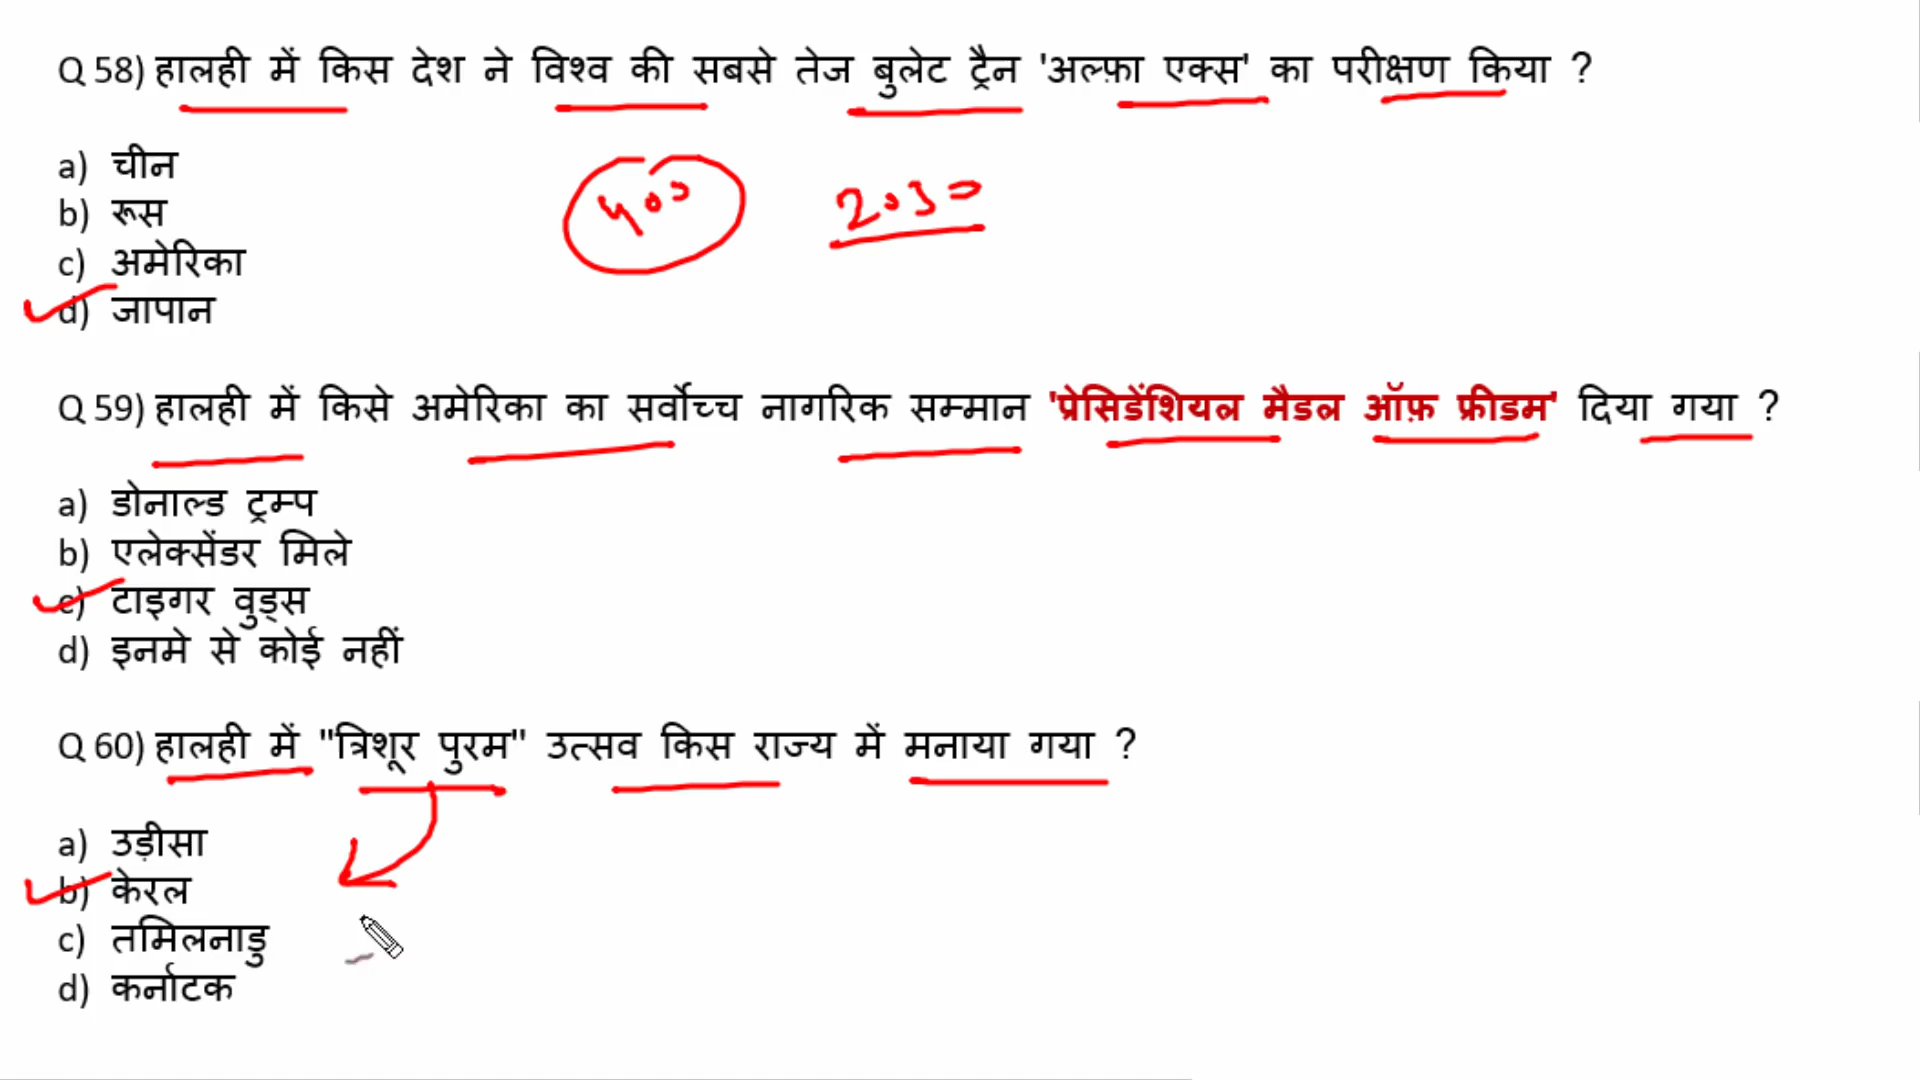 Q 58) हालही में किस देश ने विश्व की सबसे तेज बुलेट ट्रैन 'अल्फ़ा एक्स' का परीक्षण किया ?
a) चीन
400 2030
b) रूस
c) अमेरिका
d) जापान
Q 59) हालही में किसे अमेरिका का सर्वोच्च नागरिक सम्मान 'प्रेसिडेंशियल मैडल ऑफ़ फ्रीडम' दिया गया ?
a) डोनाल्ड ट्रम्प
b) एलेक्सेंडर मिले
c) टाइगर वुड्स
d) इनमे से कोई नहीं
Q 60) हालही में "त्रिशूर पुरम" उत्सव किस राज्य में मनाया गया ?
a) उड़ीसा
b) केरल
c) तमिलनाडु
d) कर्नाटक